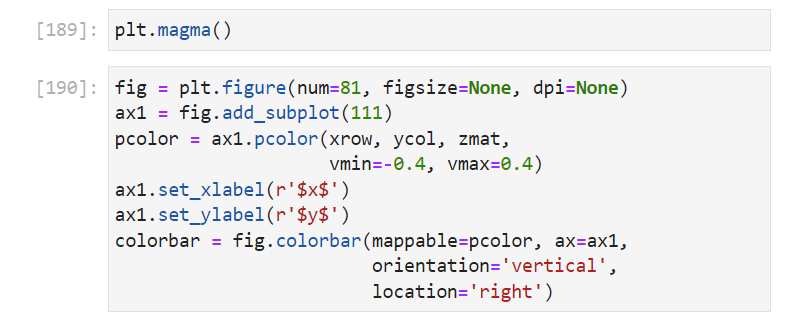 [189]: plt.magma()
[190]: fig = plt.figure(num=81, figsize=None, dpi=None)
ax1 = fig.add_subplot(111)
pcolor = ax1.pcolor(xrow, ycol, zmat,
vmin=-0.4, vmax=0.4)
ax1.set_xlabel(r'$x$')
ax1.set_ylabel(r'$y$')
colorbar = fig.colorbar(mappable=pcolor, ax=ax1,
orientation='vertical',
location='right')